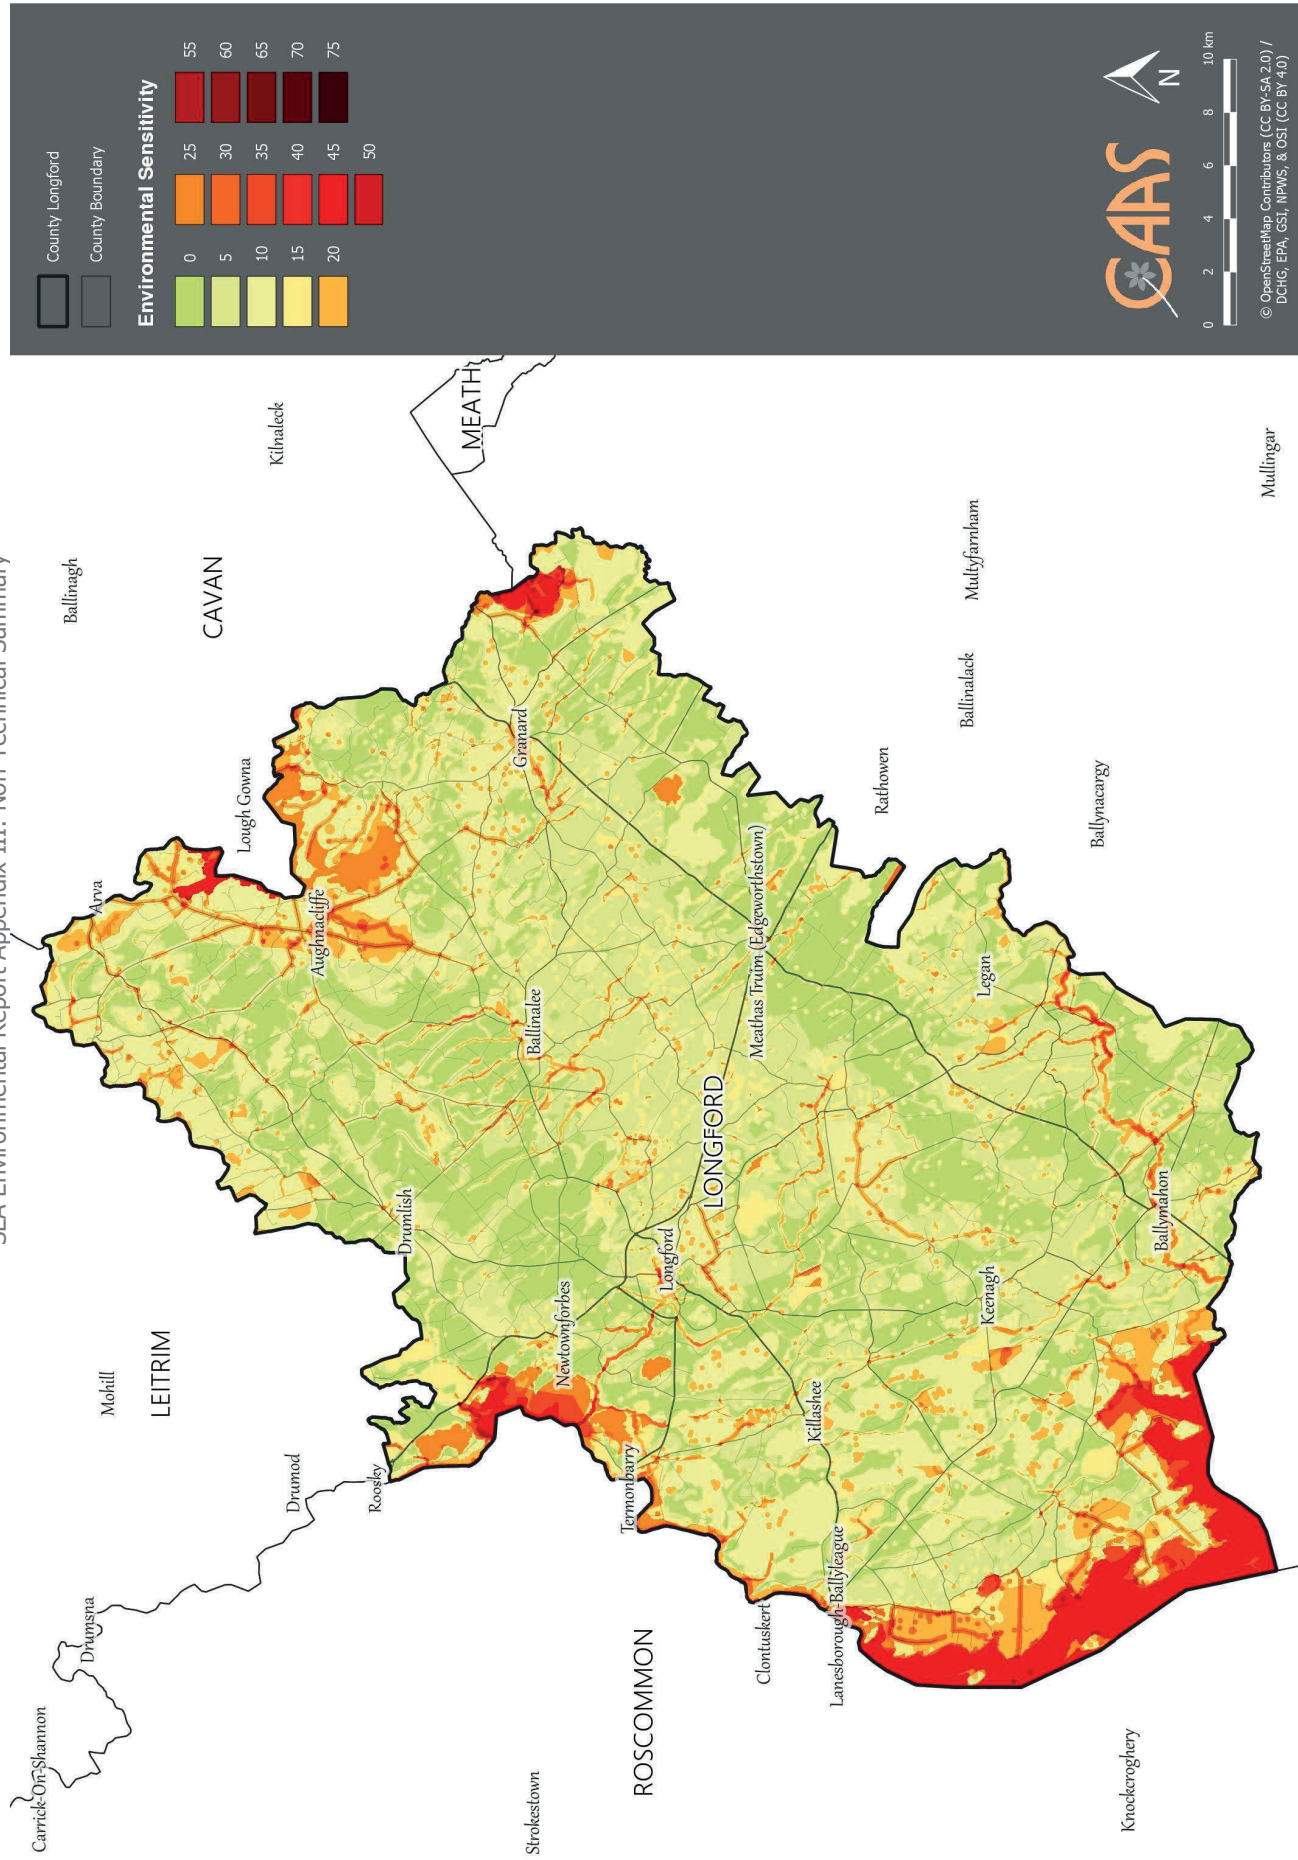 SEA Environmental Report Appendix III: Non-Technical Summary
Carrick-On-Shannon
Drumsna
Mohill
Arva
Ballinagh
LEITRIM
CAVAN
Lough Gowna
Kilnaleck
Drumod
Aughnacliffe
Roosky
Drumlish
MEATH
Granard
Strokestown
Ballinalee
Newtownforbes
Termonbarry
ROSCOMMON
Longford
LONGFORD
Meathas Truim (Edgeworthstown)
Clontuskert
Killashee
Lanesborough-Ballyleague
Rathowen
Ballinalack
Multyfarnham
Keenagh
Legan
Ballynacargy
Knockcroghery
Ballymahon
Mullingar
County Longford
County Boundary
Environmental Sensitivity
0 25 55
5 30 60
10 35 65
15 40 70
20 45 75
50
CAAS
N
0 2 4 6 8 10 km
© OpenStreetMap Contributors (CC BY-SA 2.0) /
DCHG, EPA, GSI, NPWS, & OSI (CC BY 4.0)